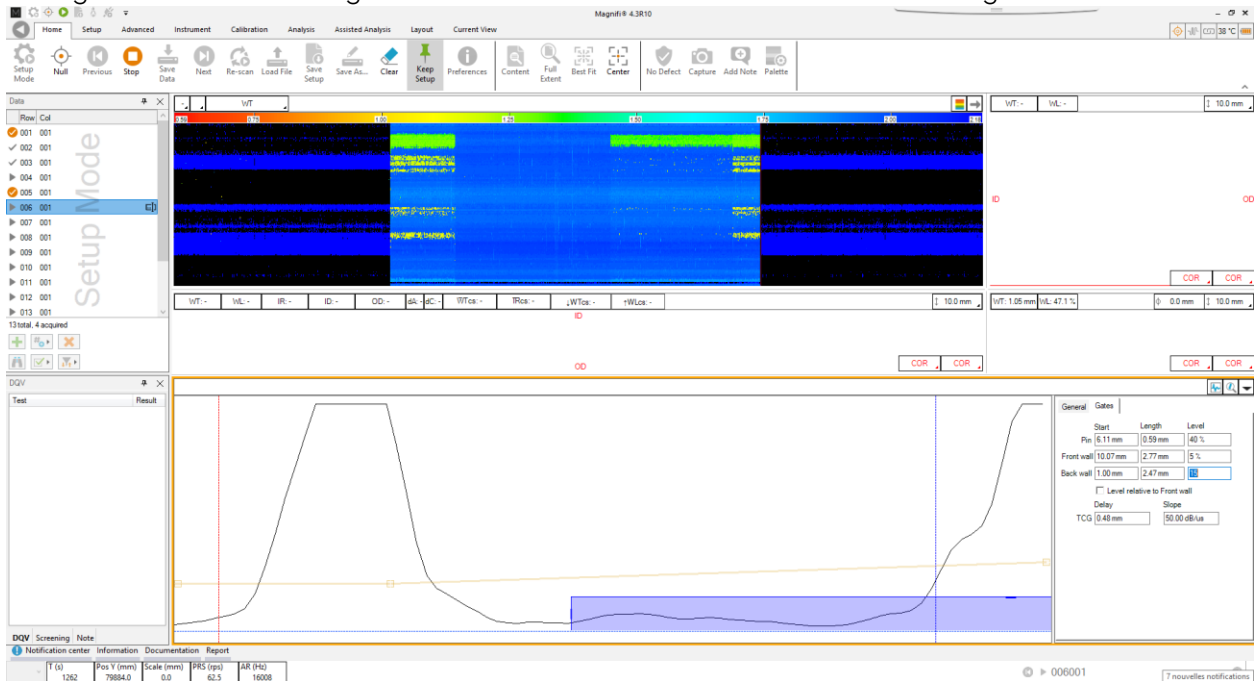 Magnifi® 4.3R10
Home Setup Advanced Instrument Calibration Analysis Assisted Analysis Layout Current View
38 °C
Setup Mode
Null
Previous
Stop
Save Data
Next
Re-scan
Load File
Save Setup
Save As...
Clear
Keep Setup
Preferences
Content
Full Extent
Best Fit
Center
No Defect
Capture
Add Note
Palette
Data
WT
WT: - WL: - 10.0 mm
Row Col
0.75 1.00 1.25 1.50 1.75 2.00 2.18
001 001
002 001
003 001
004 001
005 001
006 001
007 001
008 001
009 001
010 001
011 001
012 001
013 001
Setup Mode
ID OD
COR COR
13 total, 4 acquired
WT: - WL: - IR: - ID: - OD: - dA: - dC: - WTcs: - TRcs: - ↓WTcs: - ↑WLcs: - 10.0 mm
ID
OD
COR COR
WT: 1.05 mm WL: 47.1 % 0.0 mm 10.0 mm
COR COR
DQV
Test Result
General Gates
Start Length Level
Pin 6.11 mm 0.59 mm 40 %
Front wall 10.07 mm 2.77 mm 5 %
Back wall 1.00 mm 2.47 mm 15
Level relative to Front wall
Delay Slope
TCG 0.48 mm 50.00 dB/us
DQV Screening Note
Notification center Information Documentation Report
T (s) Pos Y (mm) Scale (mm) PRS (rps) AR (Hz)
1262 79884.0 0.0 62.5 16008
006001
7 nouvelles notifications